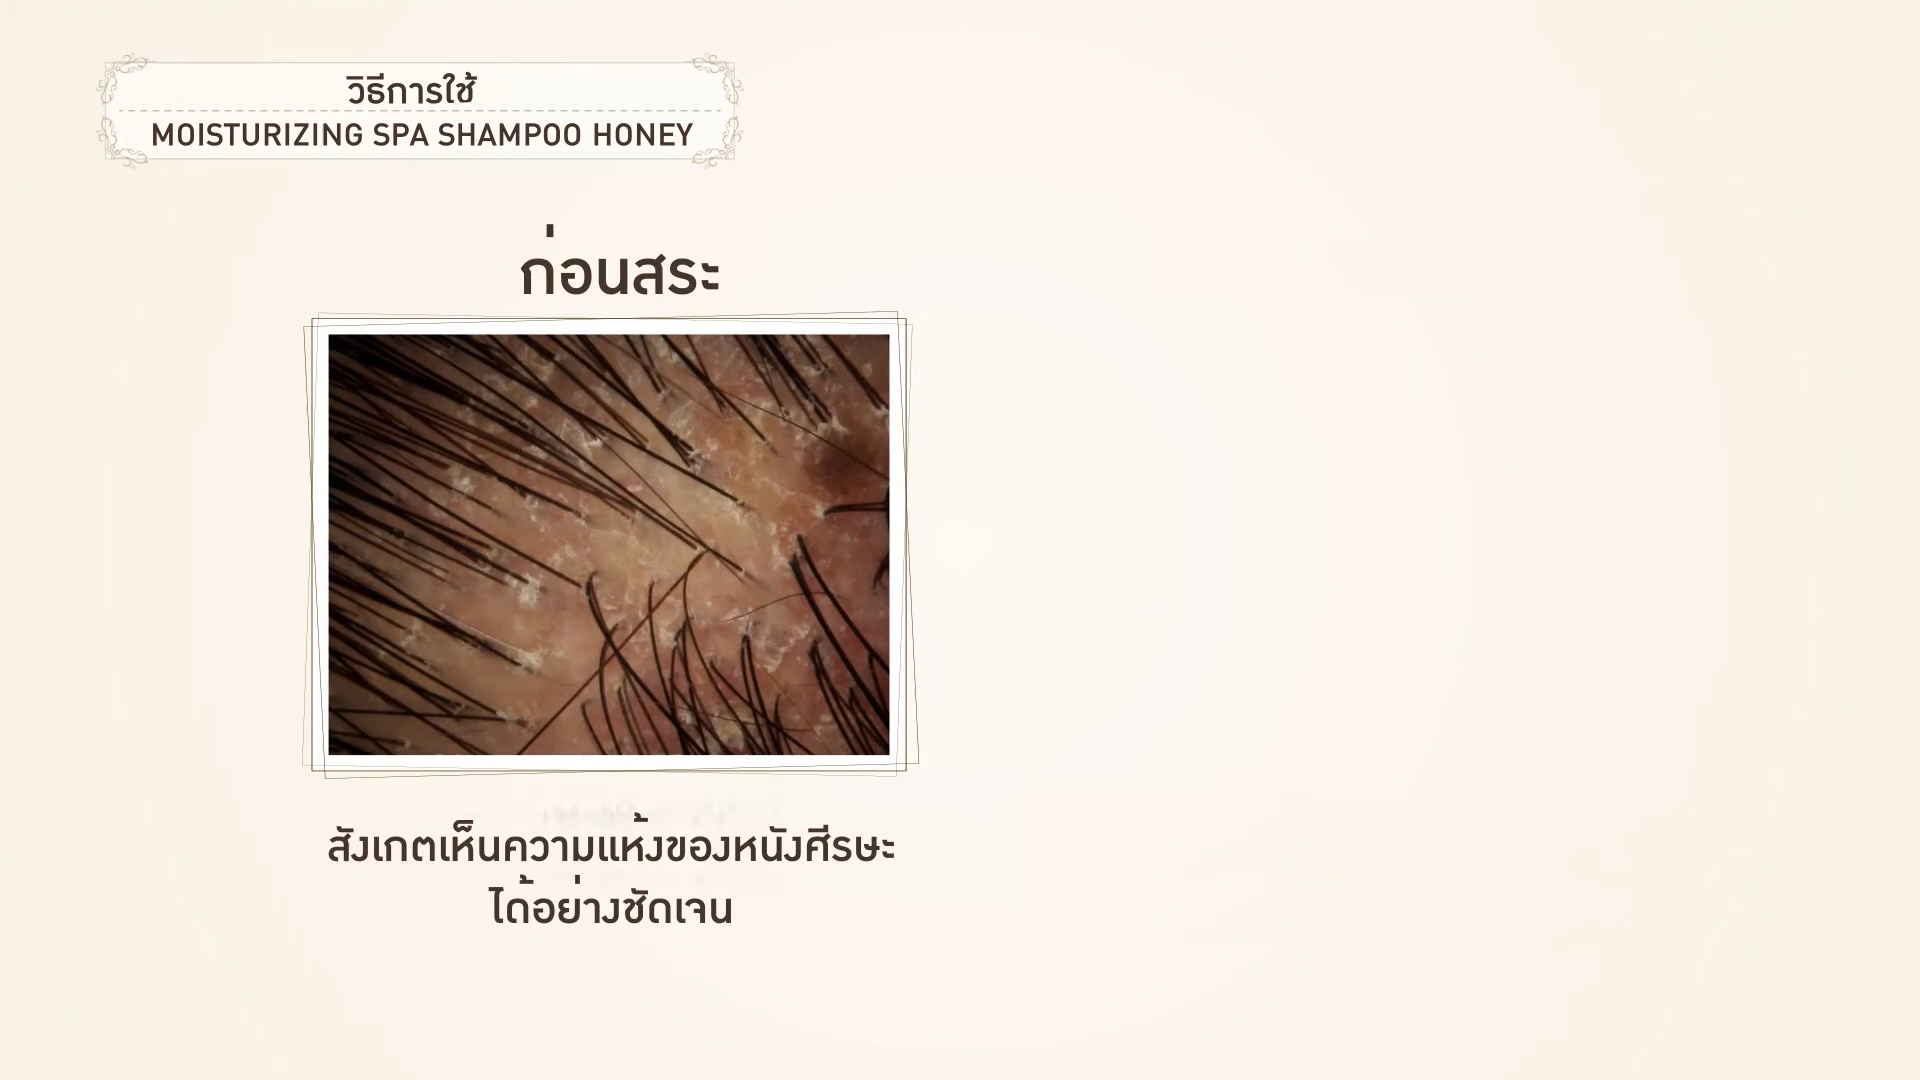 วิธีการใช้
MOISTURIZING SPA SHAMPOO HONEY
ก่อนสระ
สังเกตเห็นความแห้งของหนังศีรษะ
ได้อย่างชัดเจน